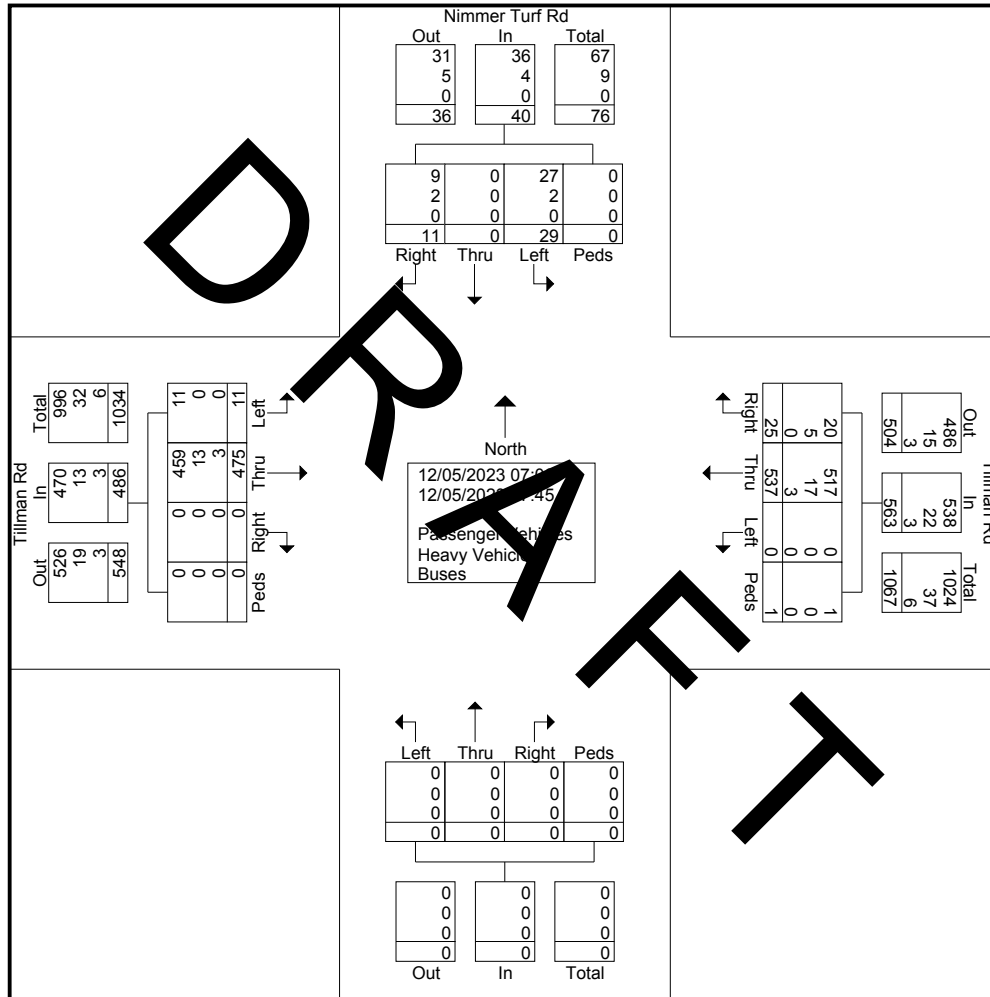 Nimmer Turf Rd
Out In Total
31 36 67
5 4 9
0 0 0
36 40 76
9 0 27 0
2 0 2 0
0 0 0 0
11 0 29 0
Right Thru Left Peds
Tillman Rd
Total In Out
996 470 526
32 13 19
6 3 3
1034 486 548
11 459 0 0
0 13 0 0
0 3 0 0
11 475 0 0
Left Thru Right Peds
North
12/05/2023 07:
12/05/202 :45
Passenger Vehicles
Heavy Vehicl
Buses
Right Thru Left Peds
20 517 0 1
5 17 0 0
0 3 0 0
25 537 0 1
Out In Total
486 538 1024
15 22 37
3 3 6
504 563 1067
Rd
Left Thru Right Peds
0 0 0 0
0 0 0 0
0 0 0 0
0 0 0 0
0 0 0
0 0 0
0 0 0
0 0 0
Out In Total
DRAFT